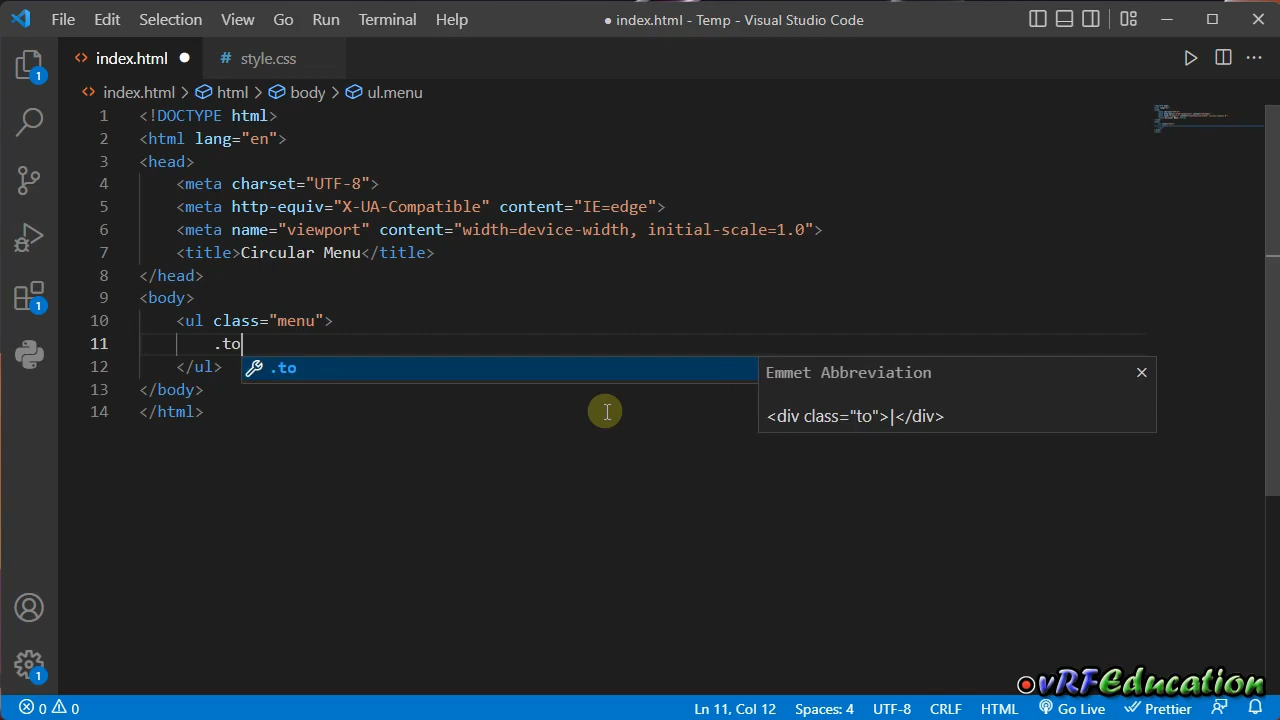 File Edit Selection View Go Run Terminal Help ● index.html - Temp - Visual Studio Code
index.html ● # style.css
index.html > html > body > ul.menu
1 <!DOCTYPE html>
2 <html lang="en">
3 <head>
4 <meta charset="UTF-8">
5 <meta http-equiv="X-UA-Compatible" content="IE=edge">
6 <meta name="viewport" content="width=device-width, initial-scale=1.0">
7 <title>Circular Menu</title>
8 </head>
9 <body>
10 <ul class="menu">
11 .to
12 </ul>
.to
Emmet Abbreviation
<div class="to">|</div>
13 </body>
14 </html>
1
1
1
vRFEducation
0 0 Ln 11, Col 12 Spaces: 4 UTF-8 CRLF HTML Go Live Prettier